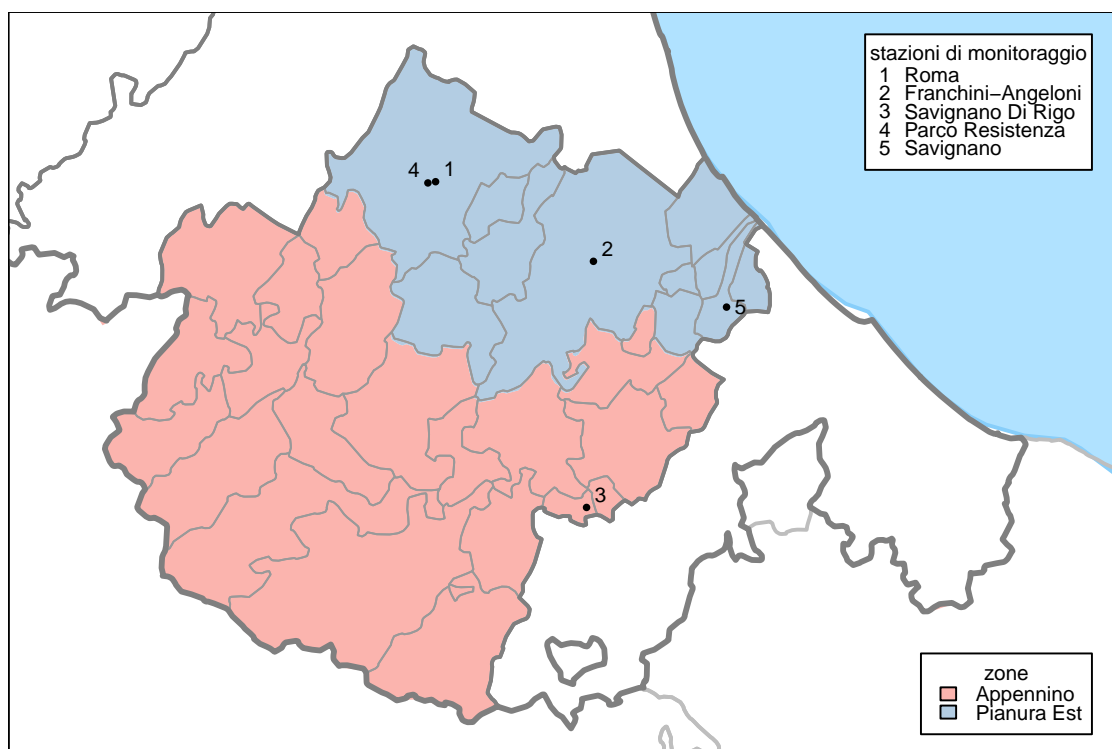 stazioni di monitoraggio
1 Roma
2 Franchini−Angeloni
3 Savignano Di Rigo
4 Parco Resistenza
5 Savignano
4
1
2
5
3
zone
Appennino
Pianura Est